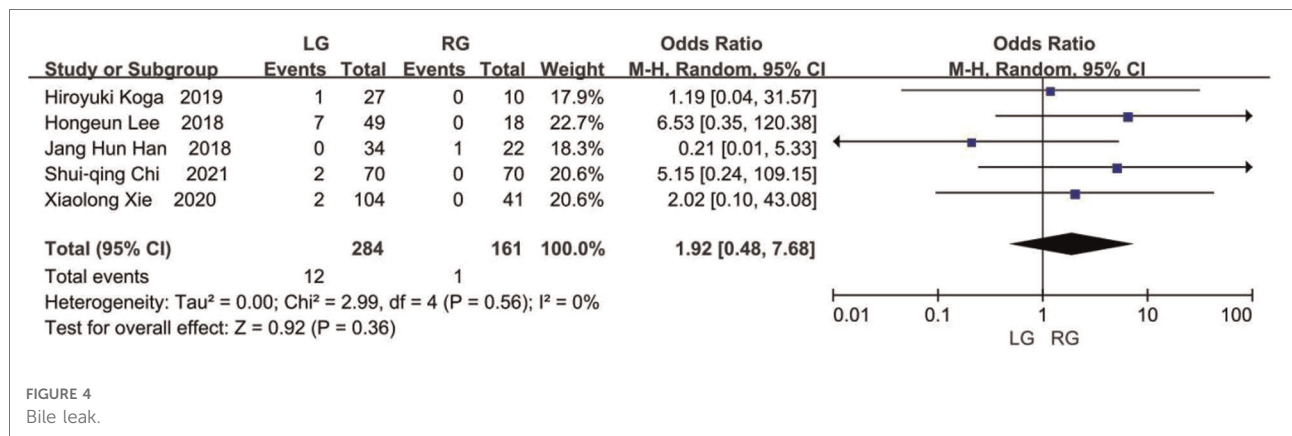 LG RG Odds Ratio Odds Ratio
Study or Subgroup Events Total Events Total Weight M-H, Random, 95% CI M-H, Random, 95% CI
Hiroyuki Koga 2019 1 27 0 10 17.9% 1.19 [0.04, 31.57]
Hongeun Lee 2018 7 49 0 18 22.7% 6.53 [0.35, 120.38]
Jang Hun Han 2018 0 34 1 22 18.3% 0.21 [0.01, 5.33]
Shui-qing Chi 2021 2 70 0 70 20.6% 5.15 [0.24, 109.15]
Xiaolong Xie 2020 2 104 0 41 20.6% 2.02 [0.10, 43.08]
Total (95% CI) 284 161 100.0% 1.92 [0.48, 7.68]
Total events 12 1
Heterogeneity: Tau² = 0.00; Chi² = 2.99, df = 4 (P = 0.56); I² = 0%
Test for overall effect: Z = 0.92 (P = 0.36)
0.01 0.1 1 10 100
LG RG
FIGURE 4
Bile leak.